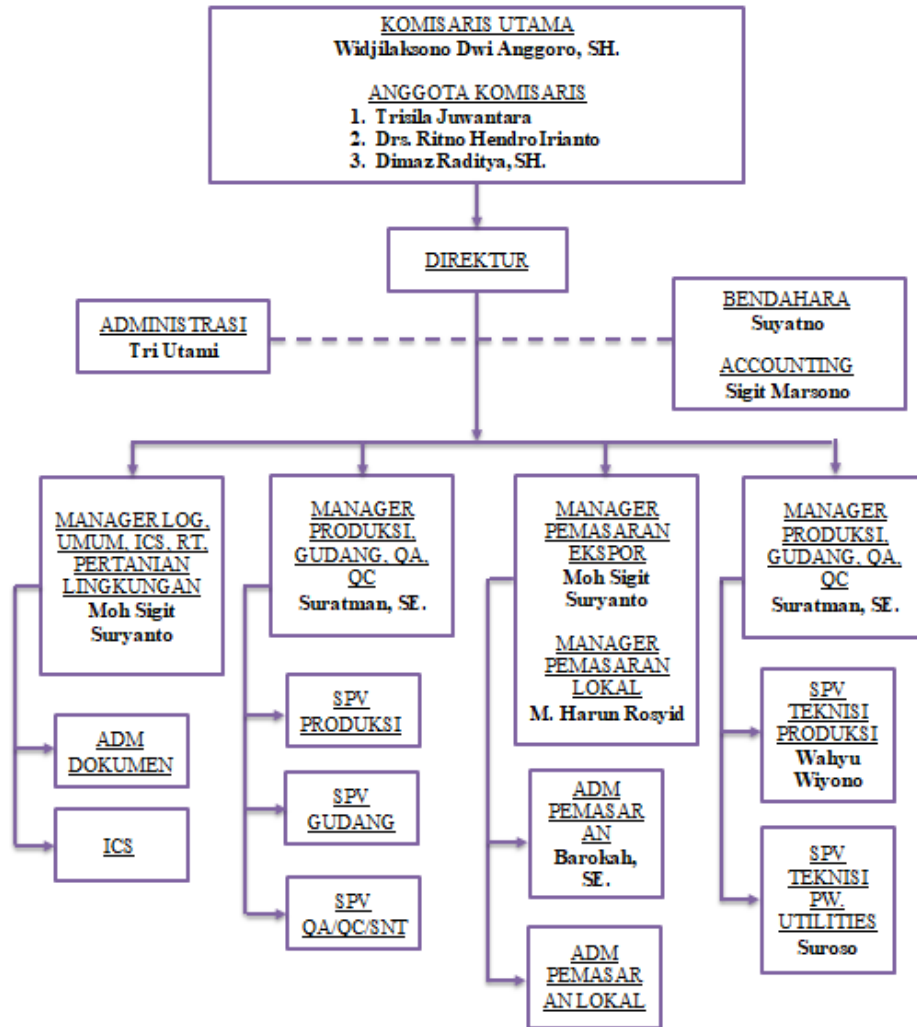 KOMISARIS UTAMA
Widjilaksono Dwi Anggoro, SH.
ANGGOTA KOMISARIS
1. Trisila Juwantara
2. Drs. Ritno Hendro Irianto
3. Dimaz Raditya, SH.
DIREKTUR
ADMINISTRASI
Tri Utami
BENDAHARA
Suyatno
ACCOUNTING
Sigit Marsono
MANAGER LOG,
UMUM, ICS, RT,
PERTANIAN
LINGKUNGAN
Moh Sigit
Suryanto
ADM
DOKUMEN
ICS
MANAGER
PRODUKSI,
GUDANG, QA,
QC
Suratman, SE.
SPV
PRODUKSI
SPV
GUDANG
SPV
QA/QC/SNT
MANAGER
PEMASARAN
EKSPOR
Moh Sigit
Suryanto
MANAGER
PEMASARAN
LOKAL
M. Harun Rosyid
ADM
PEMASAR
AN
Barokah,
SE.
ADM
PEMASAR
AN LOKAL
MANAGER
PRODUKSI,
GUDANG, QA,
QC
Suratman, SE.
SPV
TEKNISI
PRODUKSI
Wahyu
Wiyono
SPV
TEKNISI
PW.
UTILITIES
Suroso